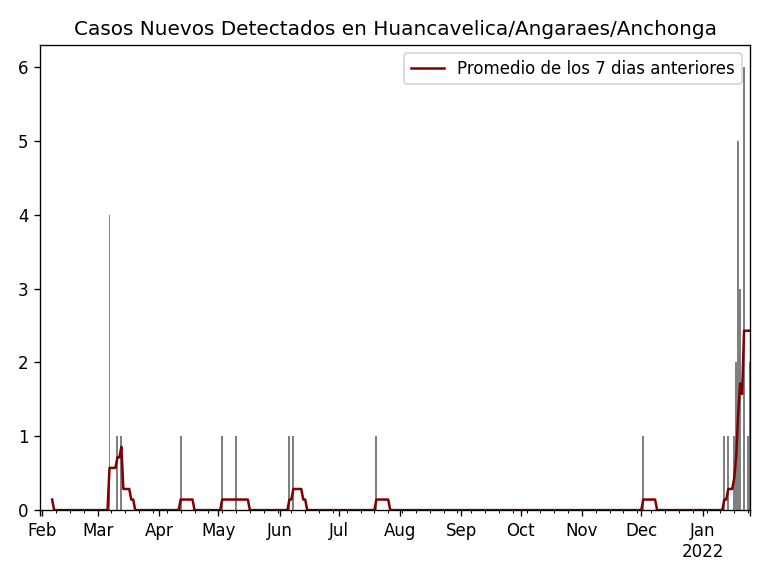 Casos Nuevos Detectados en Huancavelica/Angaraes/Anchonga
Promedio de los 7 dias anteriores
6
5
4
3
2
1
0
Feb Mar Apr May Jun Jul Aug Sep Oct Nov Dec Jan
2022